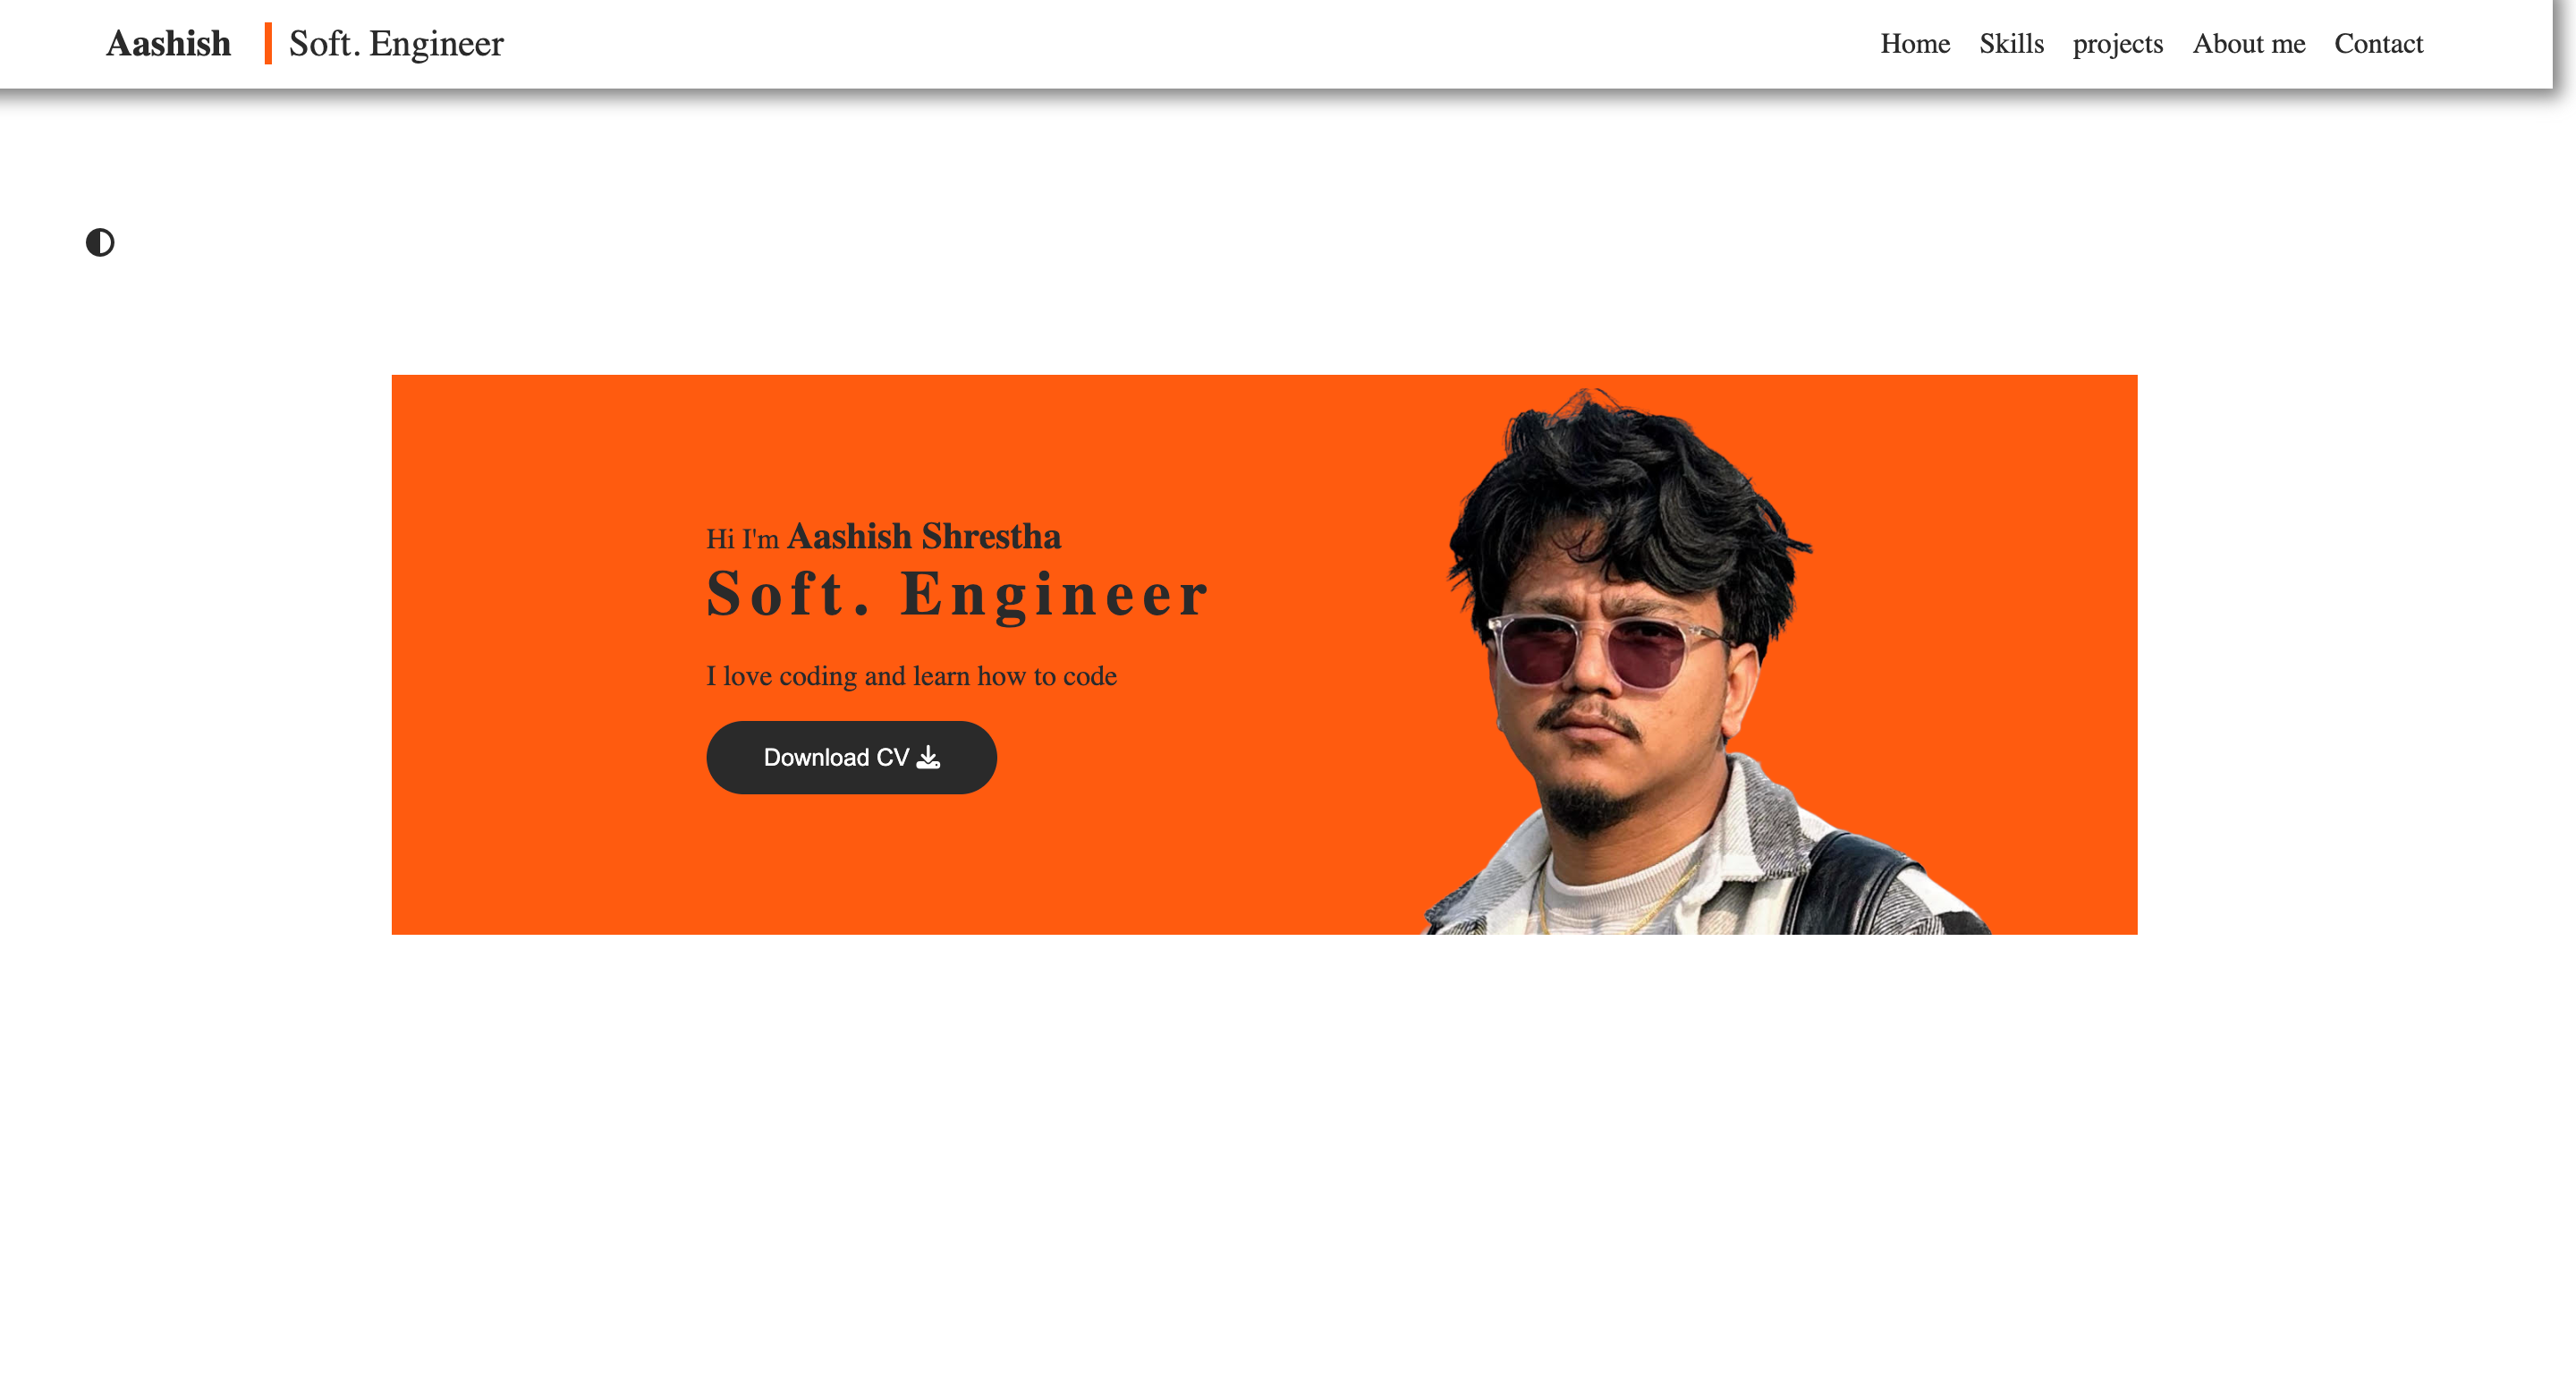 Aashish Soft. Engineer Home Skills projects About me Contact
Hi I'm Aashish Shrestha
Soft. Engineer
I love coding and learn how to code
Download CV